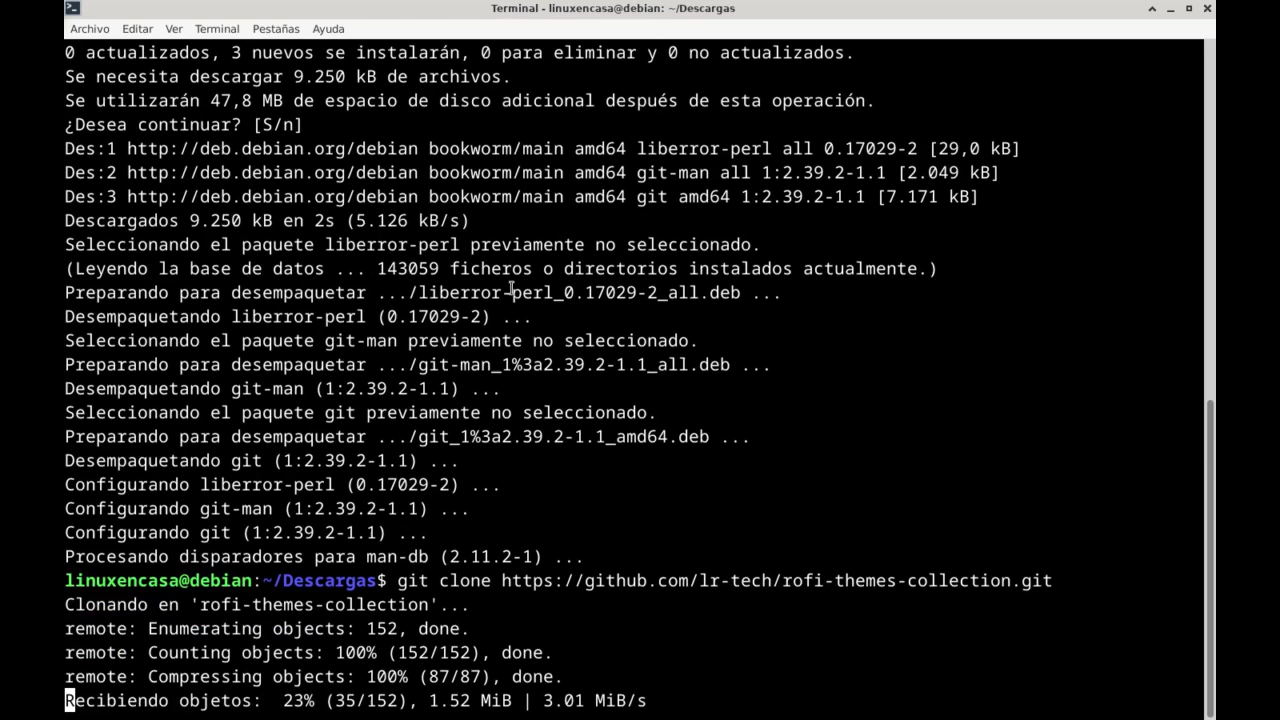 Terminal - linuxencasa@debian: ~/Descargas
Archivo Editar Ver Terminal Pestañas Ayuda
0 actualizados, 3 nuevos se instalarán, 0 para eliminar y 0 no actualizados.
Se necesita descargar 9.250 kB de archivos.
Se utilizarán 47,8 MB de espacio de disco adicional después de esta operación.
¿Desea continuar? [S/n]
Des:1 http://deb.debian.org/debian bookworm/main amd64 liberror-perl all 0.17029-2 [29,0 kB]
Des:2 http://deb.debian.org/debian bookworm/main amd64 git-man all 1:2.39.2-1.1 [2.049 kB]
Des:3 http://deb.debian.org/debian bookworm/main amd64 git amd64 1:2.39.2-1.1 [7.171 kB]
Descargados 9.250 kB en 2s (5.126 kB/s)
Seleccionando el paquete liberror-perl previamente no seleccionado.
(Leyendo la base de datos ... 143059 ficheros o directorios instalados actualmente.)
Preparando para desempaquetar .../liberror-perl_0.17029-2_all.deb ...
Desempaquetando liberror-perl (0.17029-2) ...
Seleccionando el paquete git-man previamente no seleccionado.
Preparando para desempaquetar .../git-man_1%3a2.39.2-1.1_all.deb ...
Desempaquetando git-man (1:2.39.2-1.1) ...
Seleccionando el paquete git previamente no seleccionado.
Preparando para desempaquetar .../git_1%3a2.39.2-1.1_amd64.deb ...
Desempaquetando git (1:2.39.2-1.1) ...
Configurando liberror-perl (0.17029-2) ...
Configurando git-man (1:2.39.2-1.1) ...
Configurando git (1:2.39.2-1.1) ...
Procesando disparadores para man-db (2.11.2-1) ...
linuxencasa@debian:~/Descargas$ git clone https://github.com/lr-tech/rofi-themes-collection.git
Clonando en 'rofi-themes-collection'...
remote: Enumerating objects: 152, done.
remote: Counting objects: 100% (152/152), done.
remote: Compressing objects: 100% (87/87), done.
Recibiendo objetos:  23% (35/152), 1.52 MiB | 3.01 MiB/s